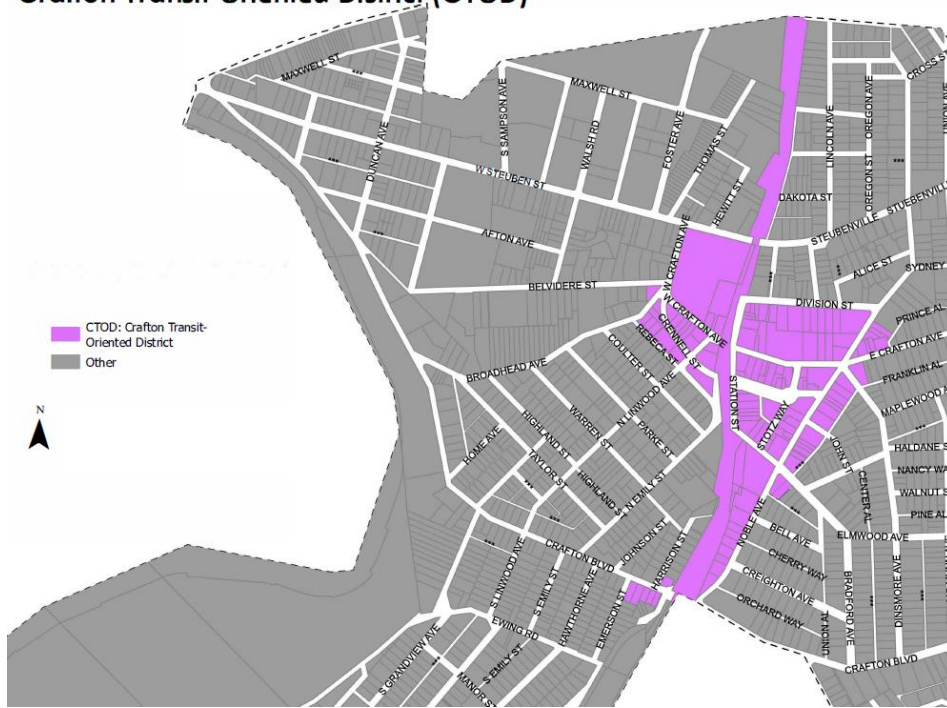 Crafton Transit-Oriented District (CTOD)
MAXWELL ST
S SAMPSON AVE
MAXWELL ST
LINCOLN AVE
OREGON AVE
CROSS ST
DUNCAN AVE
WALSH RD
FOSTER AVE
THOMAS ST
OREGON ST
W STEUBEN ST
HEWITT ST
DAKOTA ST
STEUBENVILLE
STUEBENVILLE
AFTON AVE
W CRAFTON AVE
ALICE ST
SYDNEY
BELVIDERE ST
DIVISION ST
W CRAFTON AVE
PRINCE AL
CTOD: Crafton Transit-
Oriented District
Other
CRENNELL ST
REBECA ST
E CRAFTON AVE
BROADHEAD AVE
COULTER ST
N LINWOOD AVE
FRANKLIN AL
STATION ST
MAPLEWOOD A
N
HOME AVE
HIGHLAND ST
WARREN ST
PARKE ST
STOTZ WAY
JOHN ST
HALDANE S
TAYLOR ST
HIGHLAND ST
N EMILY ST
CENTER AL
NANCY WA
WALNUT S
PINE AL
CRAFTON BLVD
JOHNSON ST
HARRISON ST
NOBLE AVE
BELL AVE
ELMWOOD AVE
CHERRY WAY
S LINWOOD AVE
S EMILY ST
HAWTHORNE AVE
EMERSON ST
CREIGHTON AVE
ORCHARD WAY
UNION AL
BRADFORD AVE
DINSMORE AVE
EWING RD
S GRANDVIEW AVE
S EMILY ST
MANOR ST
CRAFTON BLVD